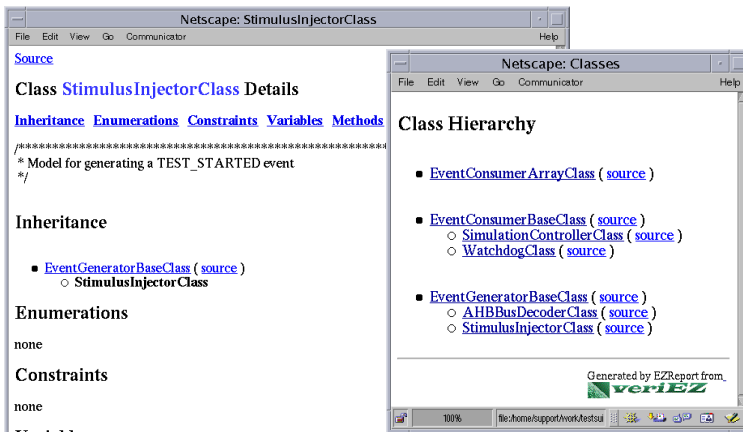 Netscape: StimulusInjectorClass
File Edit View Go Communicator Help
Source
Class StimulusInjectorClass Details
Inheritance Enumerations Constraints Variables Methods
/*******************************************************
* Model for generating a TEST_STARTED event
*/
Inheritance
EventGeneratorBaseClass ( source )
StimulusInjectorClass
Enumerations
none
Constraints
none
Netscape: Classes
File Edit View Go Communicator Help
Class Hierarchy
EventConsumerArrayClass ( source )
EventConsumerBaseClass ( source )
SimulationControllerClass ( source )
WatchdogClass ( source )
EventGeneratorBaseClass ( source )
AHBBusDecoderClass ( source )
StimulusInjectorClass ( source )
Generated by EZReport from
veriEZ
100% file:/home/support/work/testsui